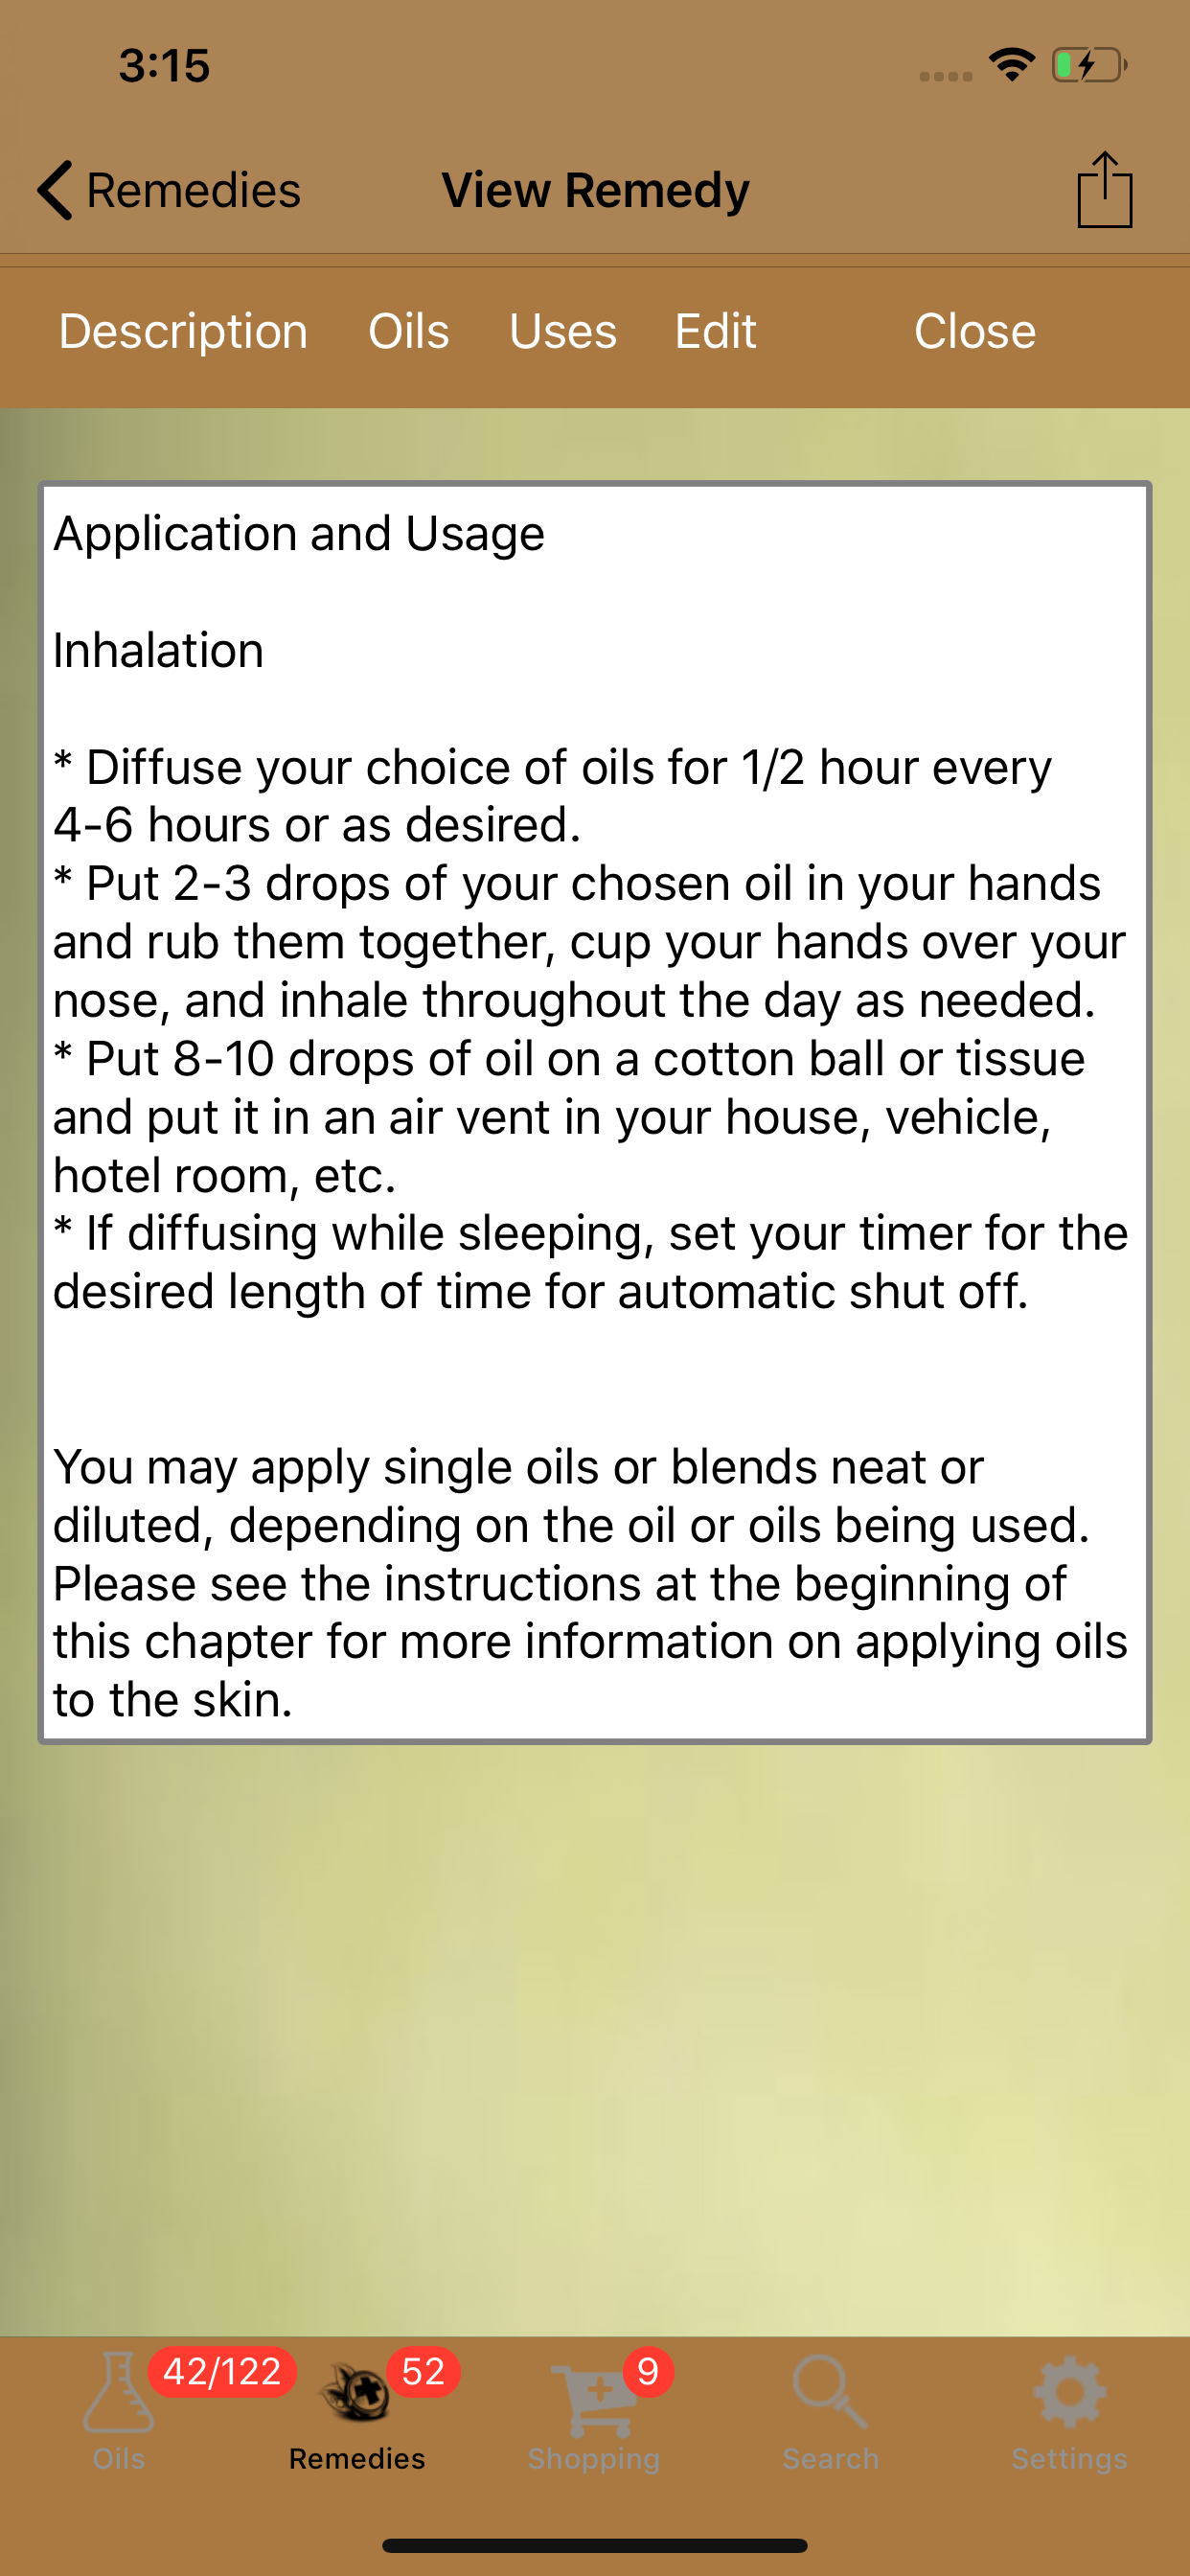 3:15
Remedies
View Remedy
Description Oils Uses Edit Close
Application and Usage
Inhalation
* Diffuse your choice of oils for 1/2 hour every
4-6 hours or as desired.
* Put 2-3 drops of your chosen oil in your hands
and rub them together, cup your hands over your
nose, and inhale throughout the day as needed.
* Put 8-10 drops of oil on a cotton ball or tissue
and put it in an air vent in your house, vehicle,
hotel room, etc.
* If diffusing while sleeping, set your timer for the
desired length of time for automatic shut off.
You may apply single oils or blends neat or
diluted, depending on the oil or oils being used.
Please see the instructions at the beginning of
this chapter for more information on applying oils
to the skin.
42/122 52 9
Oils Remedies Shopping Search Settings